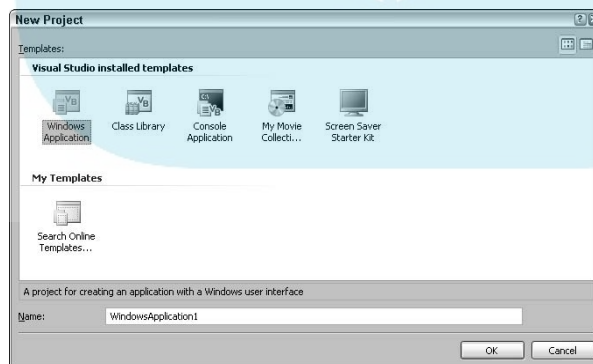 New Project
Templates:
Visual Studio installed templates
Windows Application
Class Library
Console Application
My Movie Collecti...
Screen Saver Starter Kit
My Templates
Search Online Templates...
A project for creating an application with a Windows user interface
Name:
WindowsApplication1
OK
Cancel